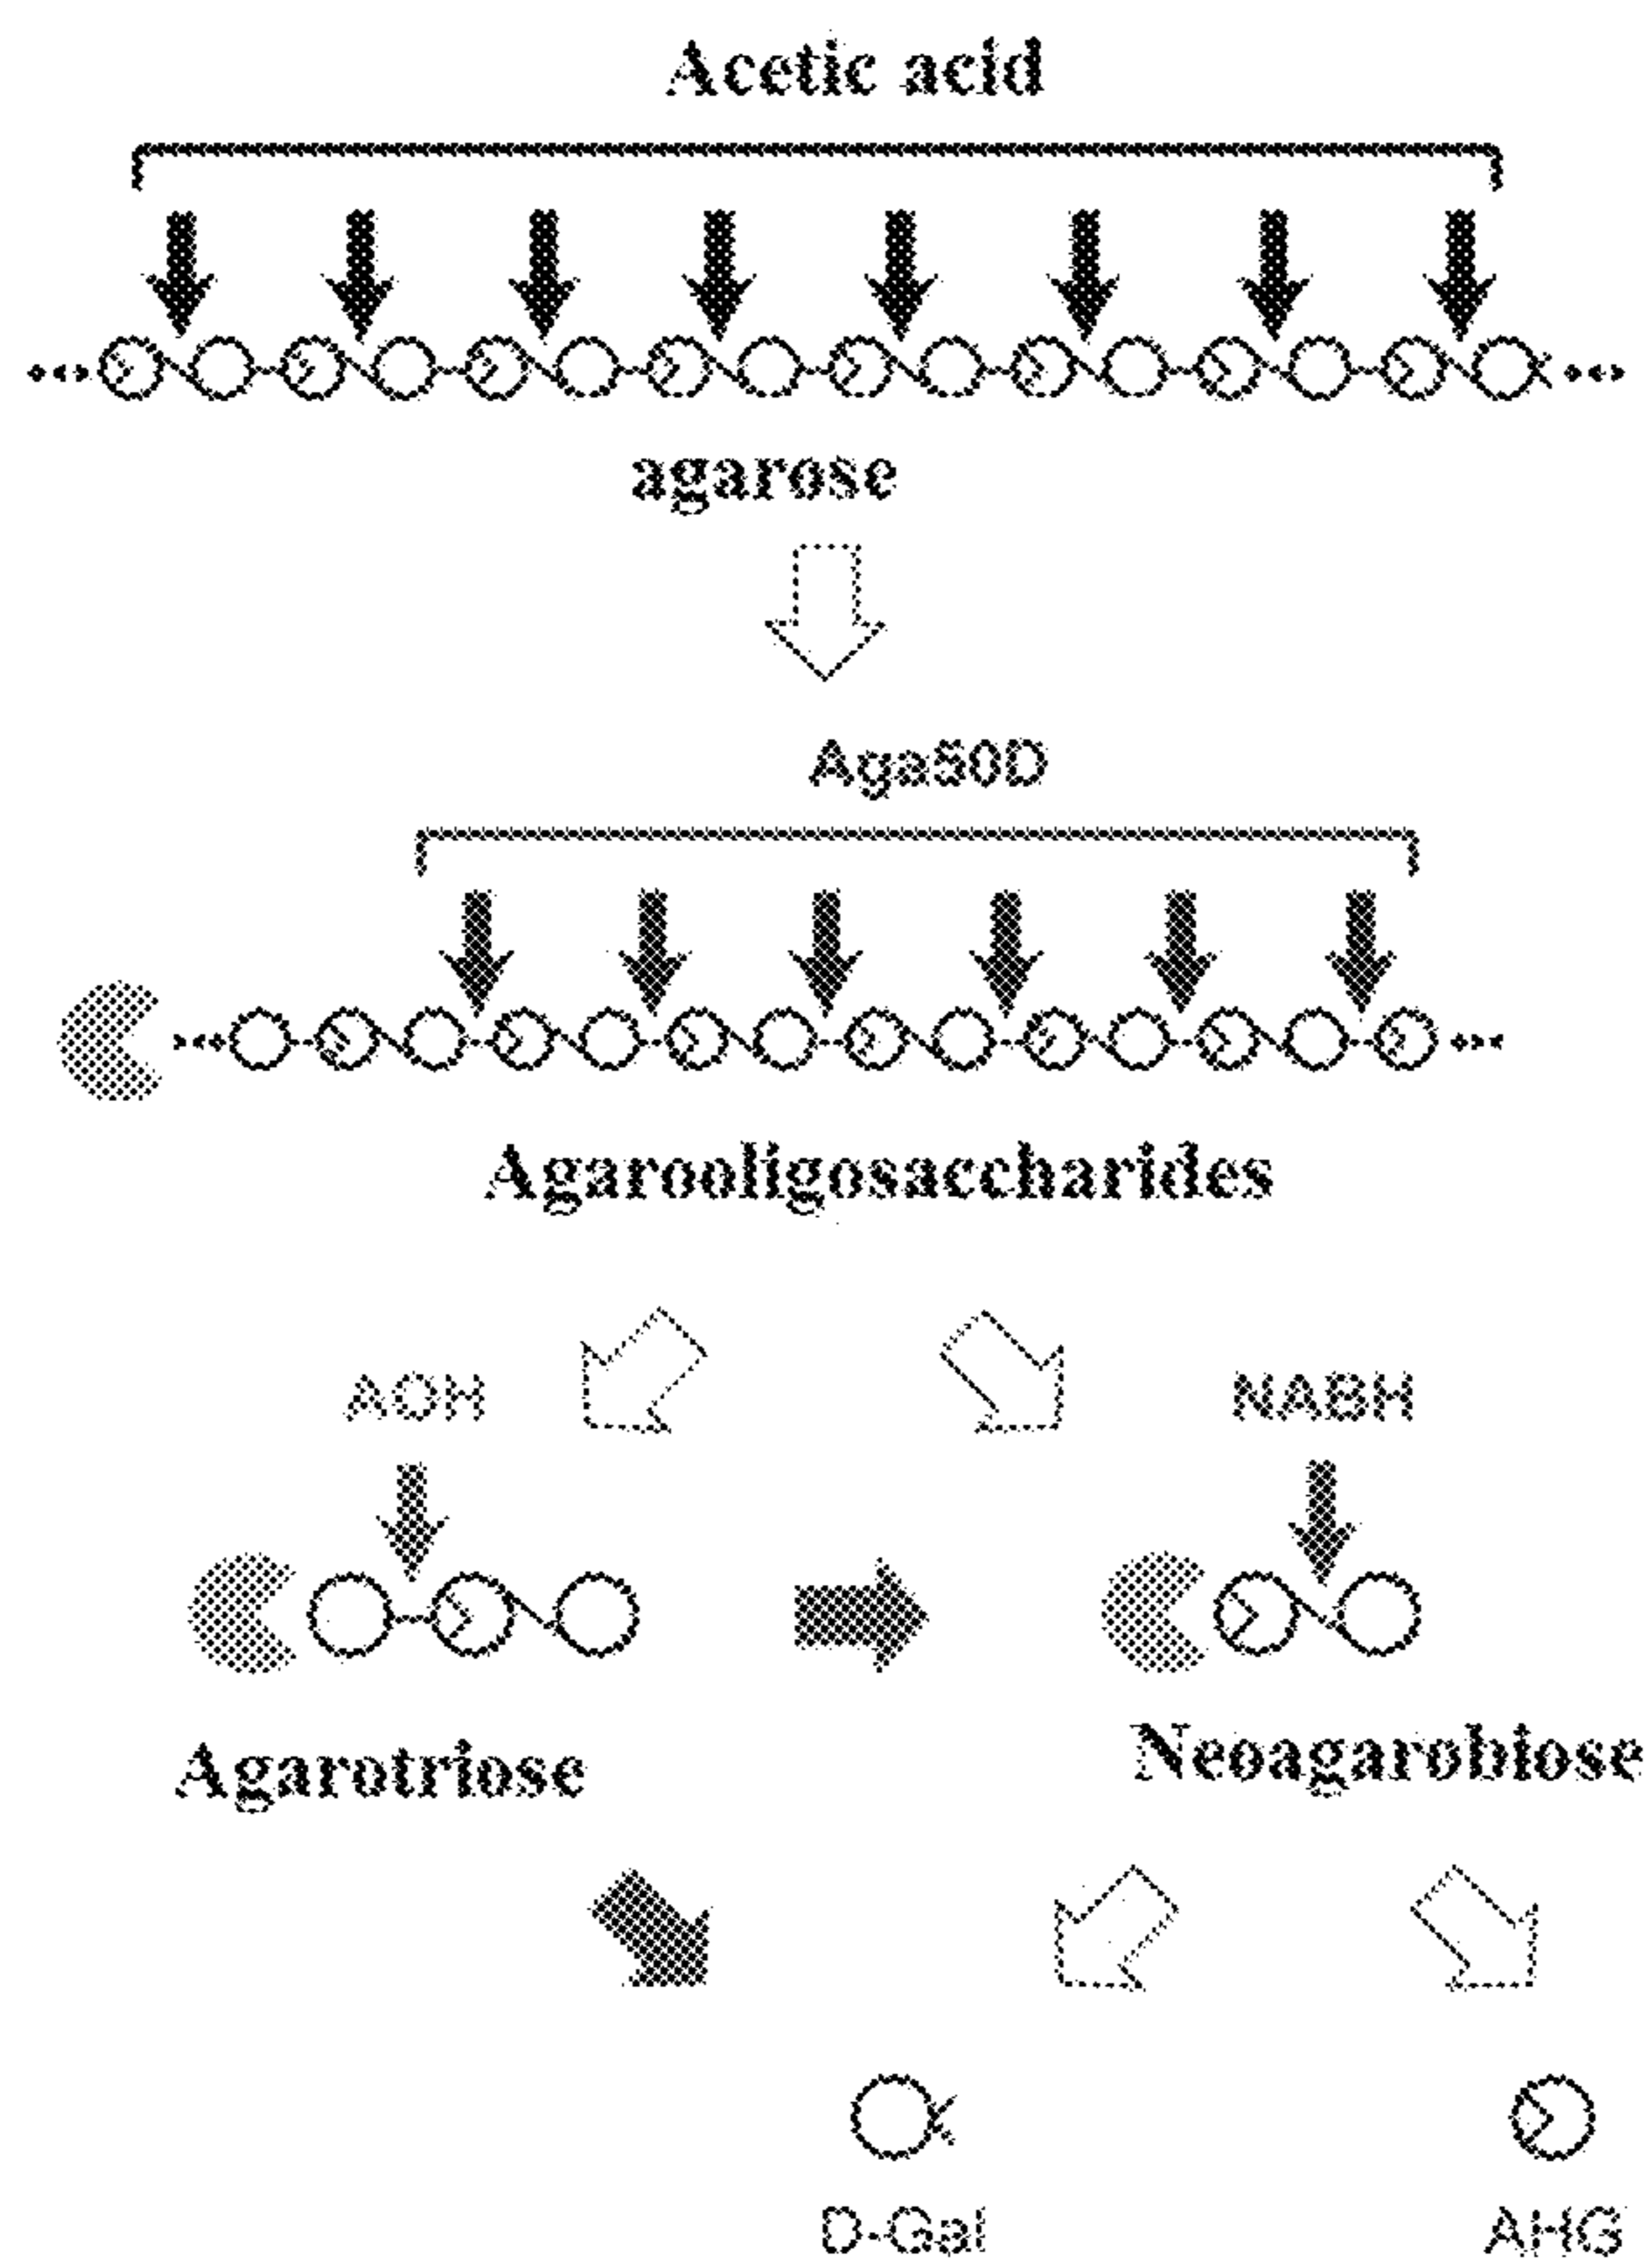 Acetic acid
agarose
Aga50D
Agarooligosaccharides
AOH
NABH
Agarotriose
Neoagarobiose
D-Gal
AHG